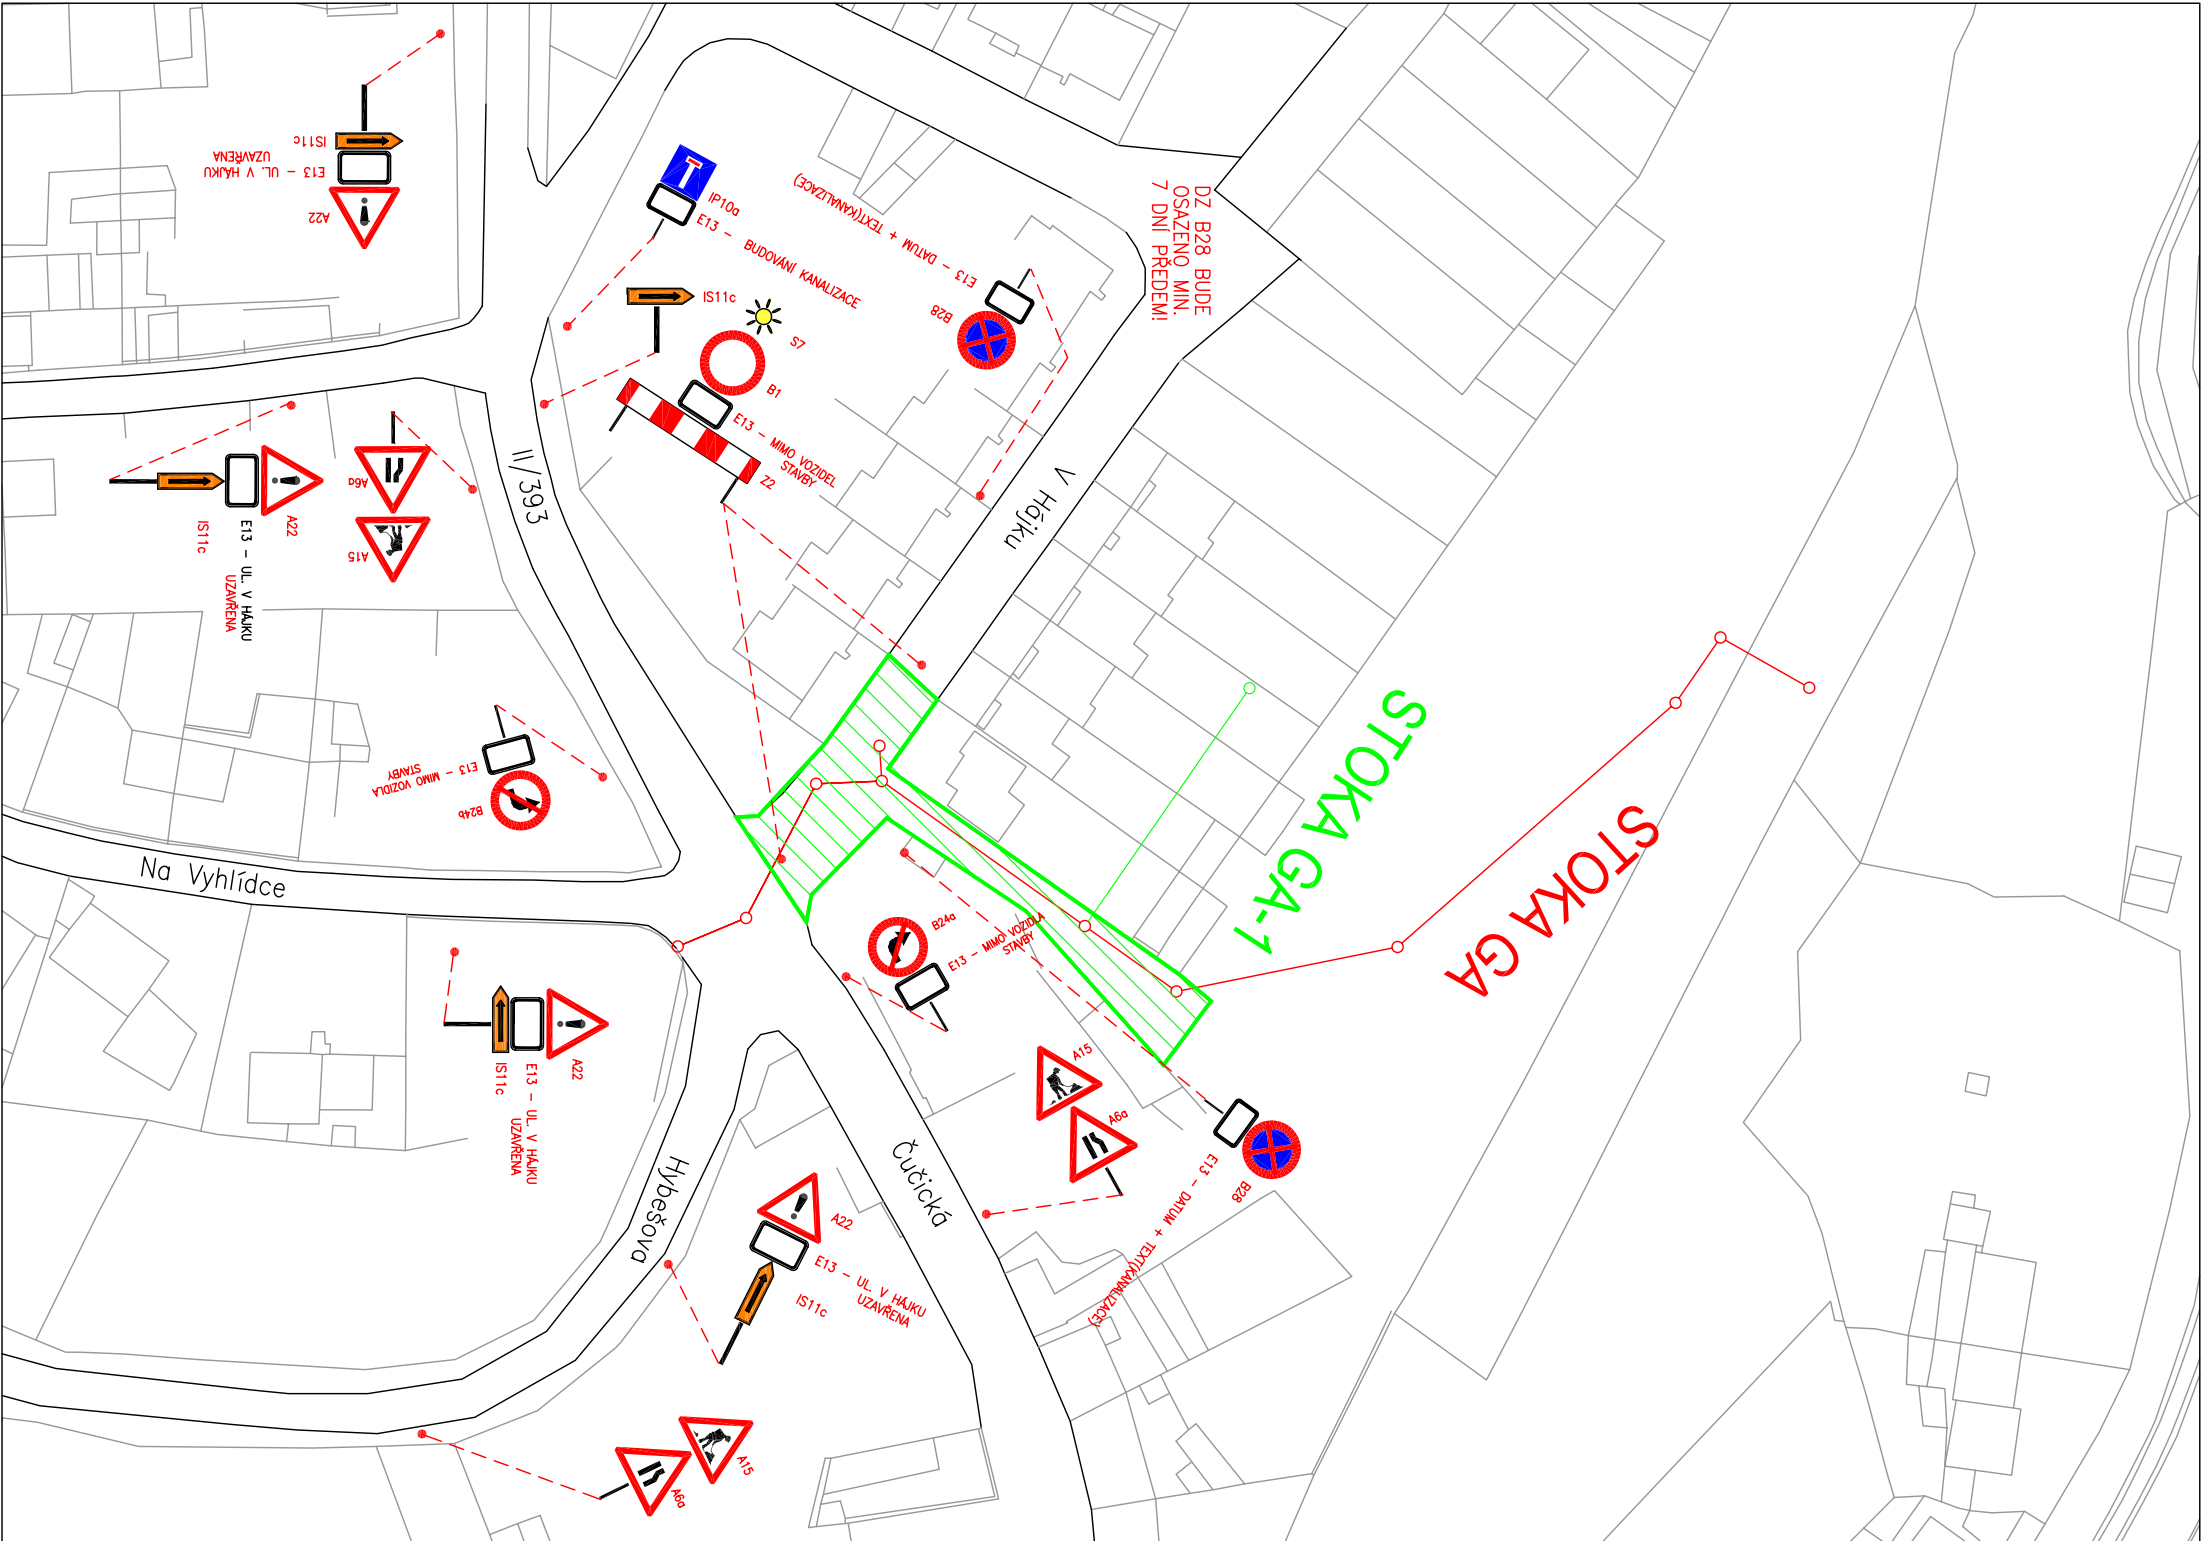 IS11c
E13 - UL. V HÁJKU
UZAVŘENA
A22
IP10a
E13 - BUDOVÁNÍ KANALIZACE
IS11c
S7
B1
E13 - MIMO VOZIDEL
STAVBY
Z2
E13 - DATUM + TEXT(KANALIZACE)
B28
DZ B28 BUDE
OSAZENO MIN.
7 DNÍ PŘEDEM!
V Hájku
II/393
A22
E13 - UL. V HÁJKU
UZAVŘENA
IS11c
A6a
A15
E13 - MIMO VOZIDLA
STAVBY
B24b
Na Vyhlídce
STOKA GA-1
STOKA GA
B24a
E13 - MIMO VOZIDLA
STAVBY
A22
E13 - UL. V HÁJKU
UZAVŘENA
IS11c
A15
A6a
B28
E13 - DATUM + TEXT(KANALIZACE)
Čučická
Hybešova
A22
E13 - UL. V HÁJKU
UZAVŘENA
IS11c
A15
A6a